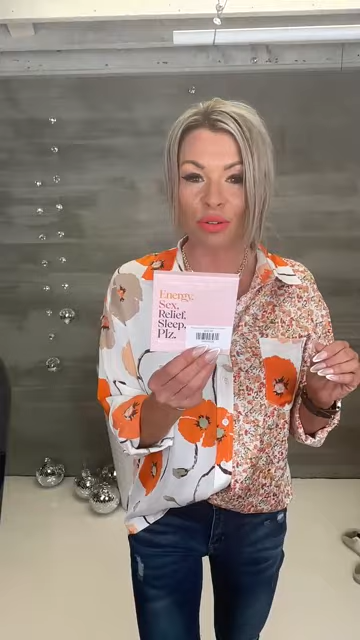 Energy.
Sex,
Relief.
Sleep,
Plz.